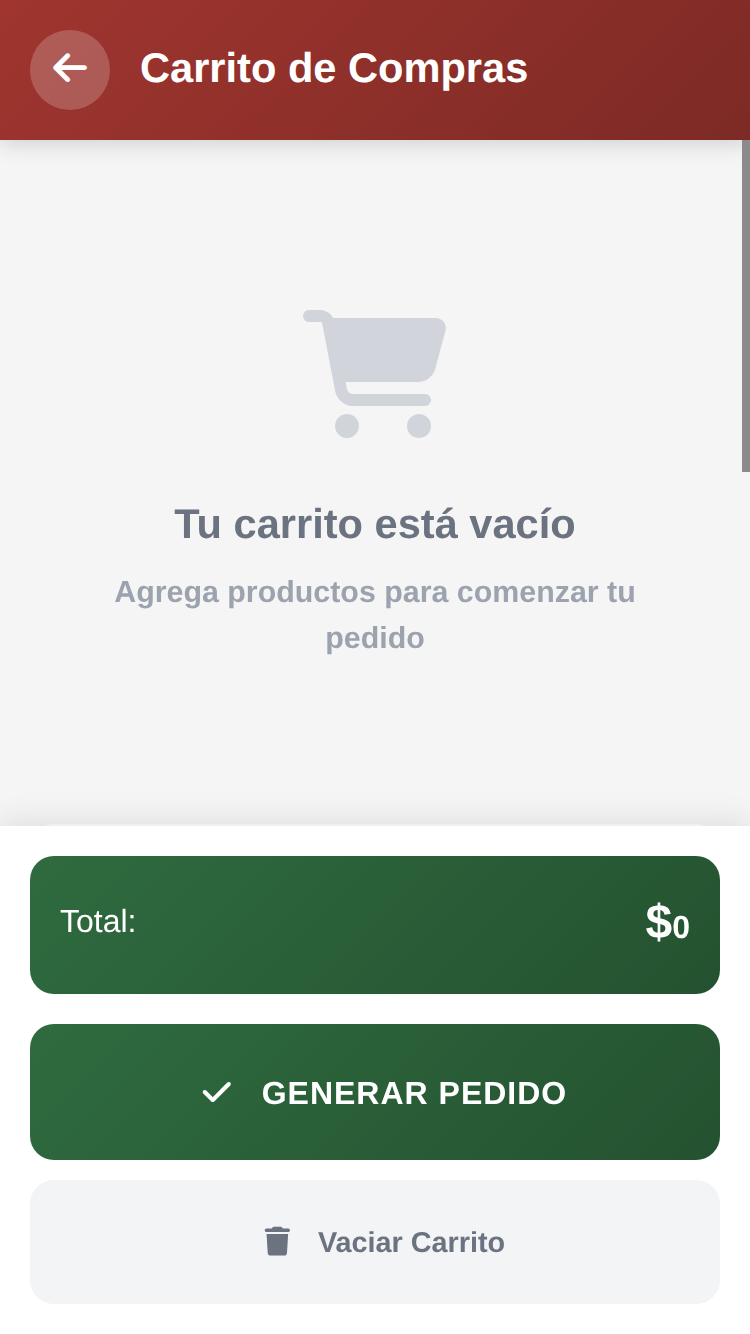 Carrito de Compras
Tu carrito está vacío
Agrega productos para comenzar tu
pedido
Total:
$0
GENERAR PEDIDO
Vaciar Carrito